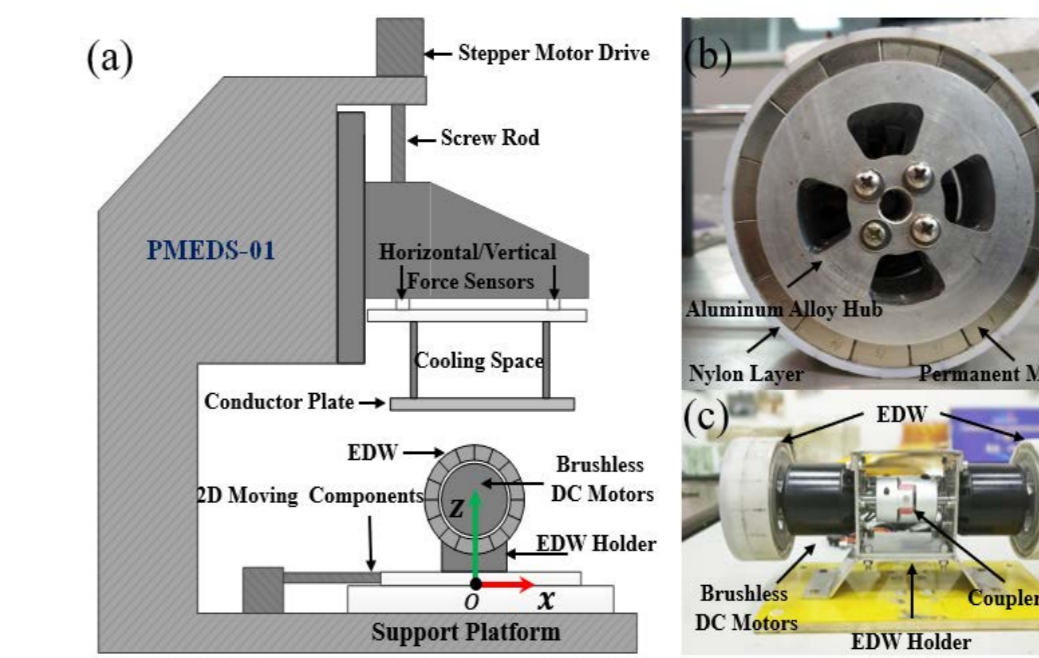 (a)
Stepper Motor Drive
Screw Rod
PMEDS-01
Horizontal/Vertical
Force Sensors
Cooling Space
Conductor Plate
EDW
Brushless
DC Motors
2D Moving Components
Z
EDW Holder
O
x
Support Platform
(b)
Aluminum Alloy Hub
Nylon Layer
Permanent M
(c)
EDW
Brushless
DC Motors
Coupler
EDW Holder